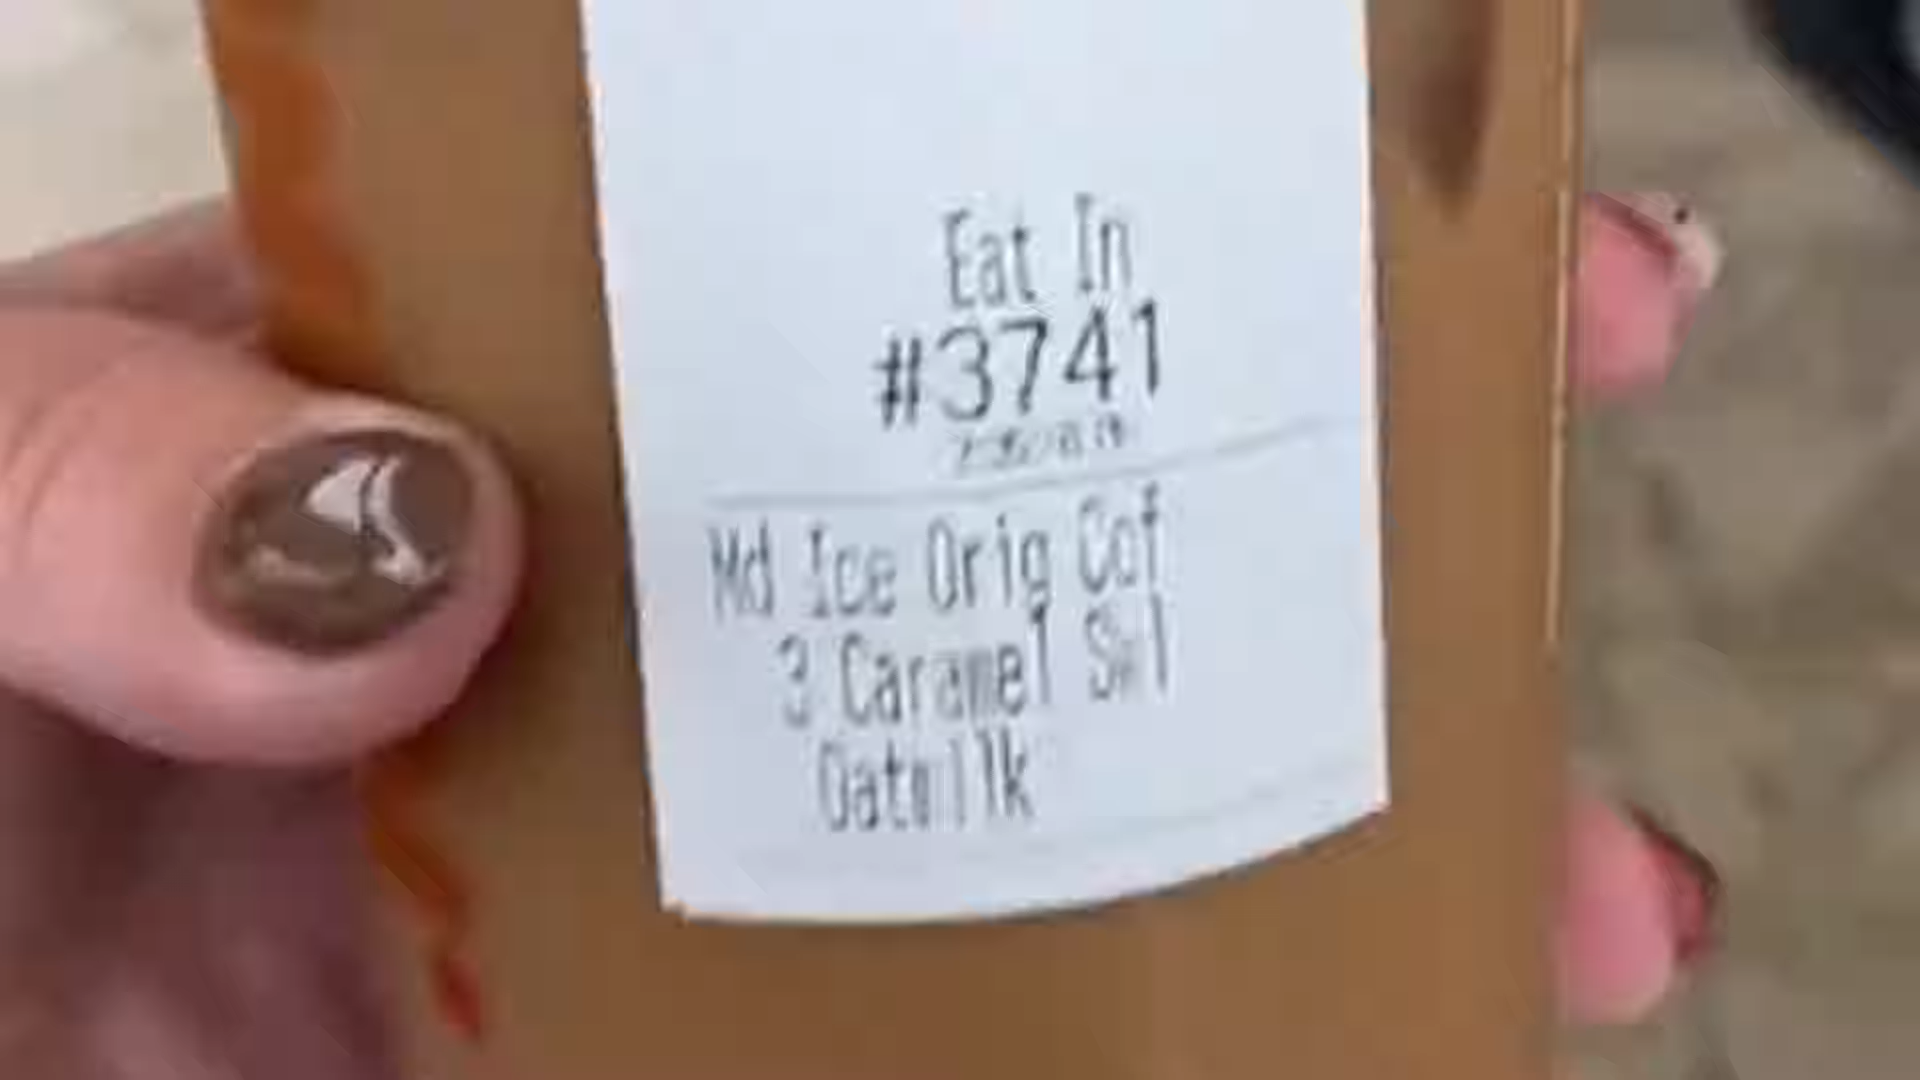 Eat In
#3741
Md Ice Orig Cof
3 Caramel Swl
Oatmilk